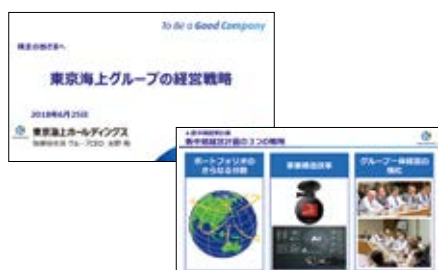 To Be a Good Company
株主の皆さまへ
東京海上グループの経営戦略
2018年6月25日
東京海上ホールディングス
新中期経営計画の3つの戦略
ポートフォリオの
さらなる分散
事業構造改革
グループ一体経営の
強化